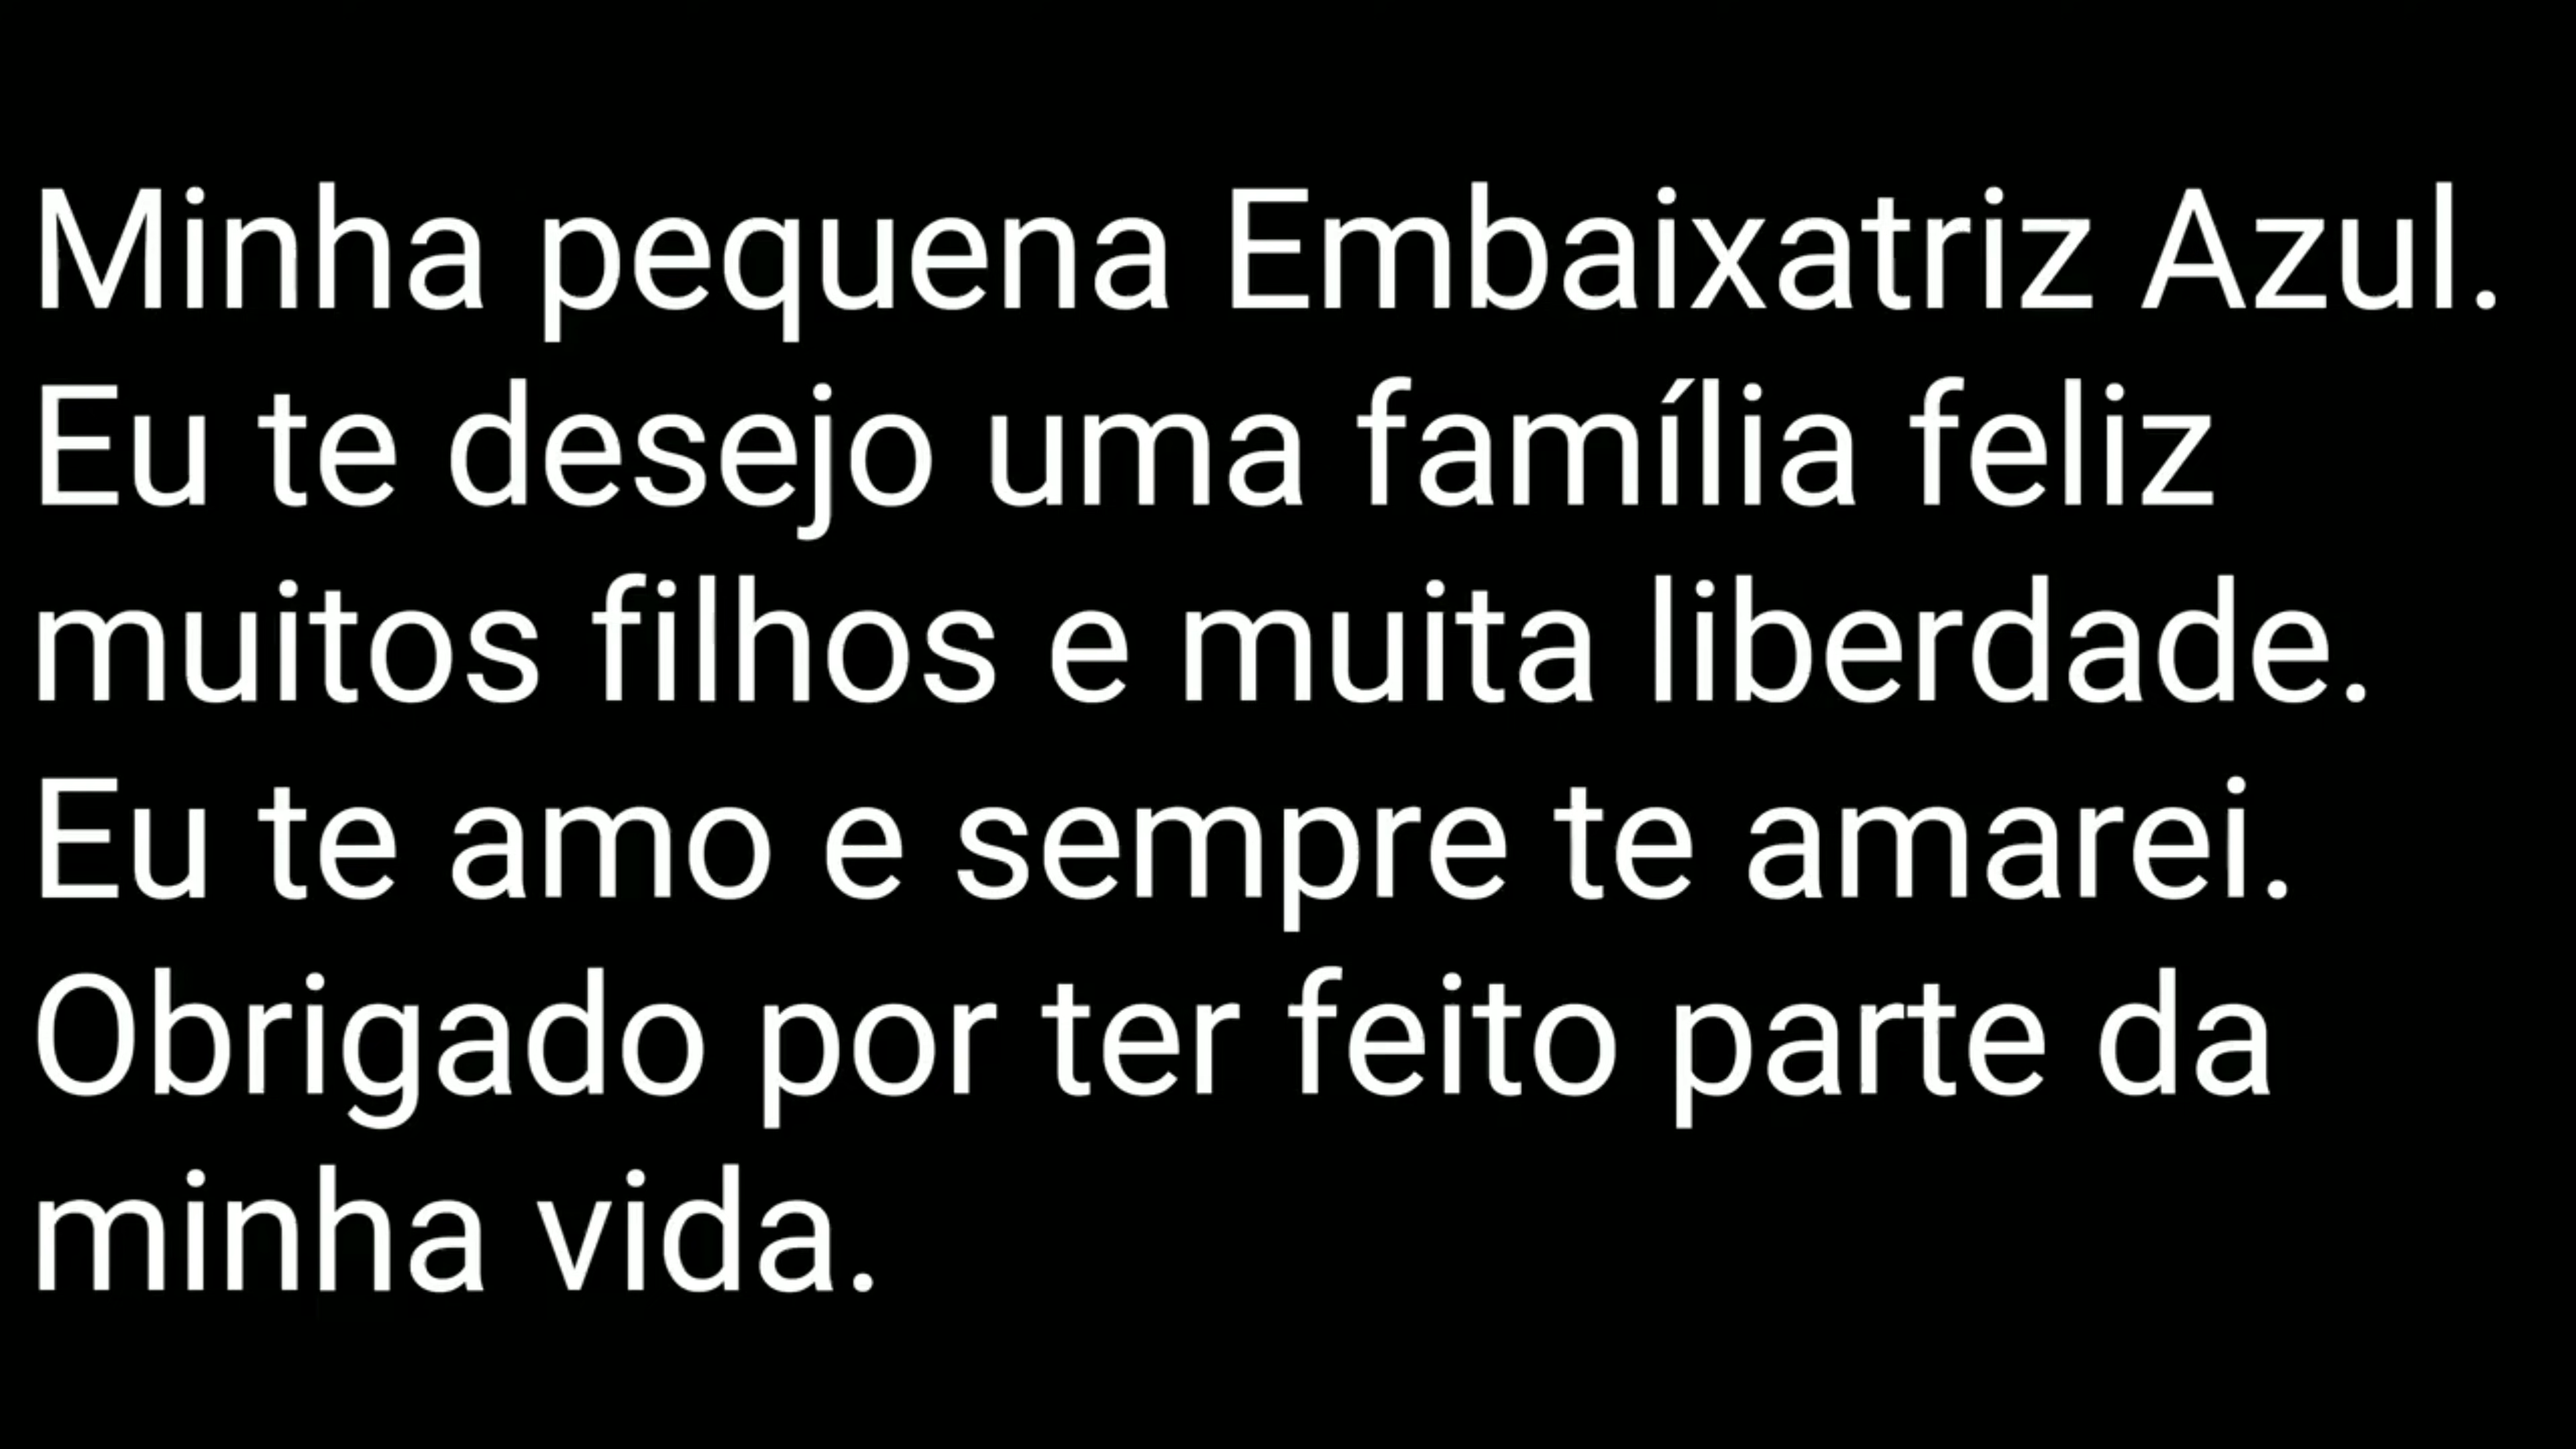 Minha pequena Embaixatriz Azul.
Eu te desejo uma família feliz
muitos filhos e muita liberdade.
Eu te amo e sempre te amarei.
Obrigado por ter feito parte da
minha vida.